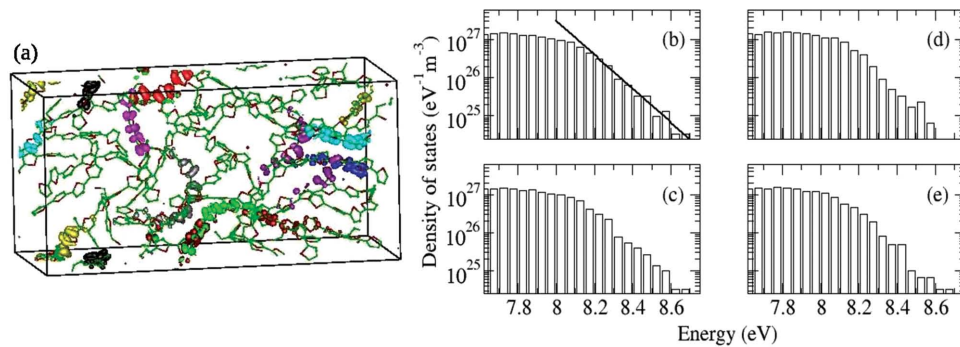 (a)
Density of states (eV⁻¹ m⁻³)
10²⁷
10²⁶
10²⁵
(b)
(d)
10²⁷
10²⁶
10²⁵
(c)
(e)
7.8 8 8.2 8.4 8.6
7.8 8 8.2 8.4 8.6
Energy (eV)